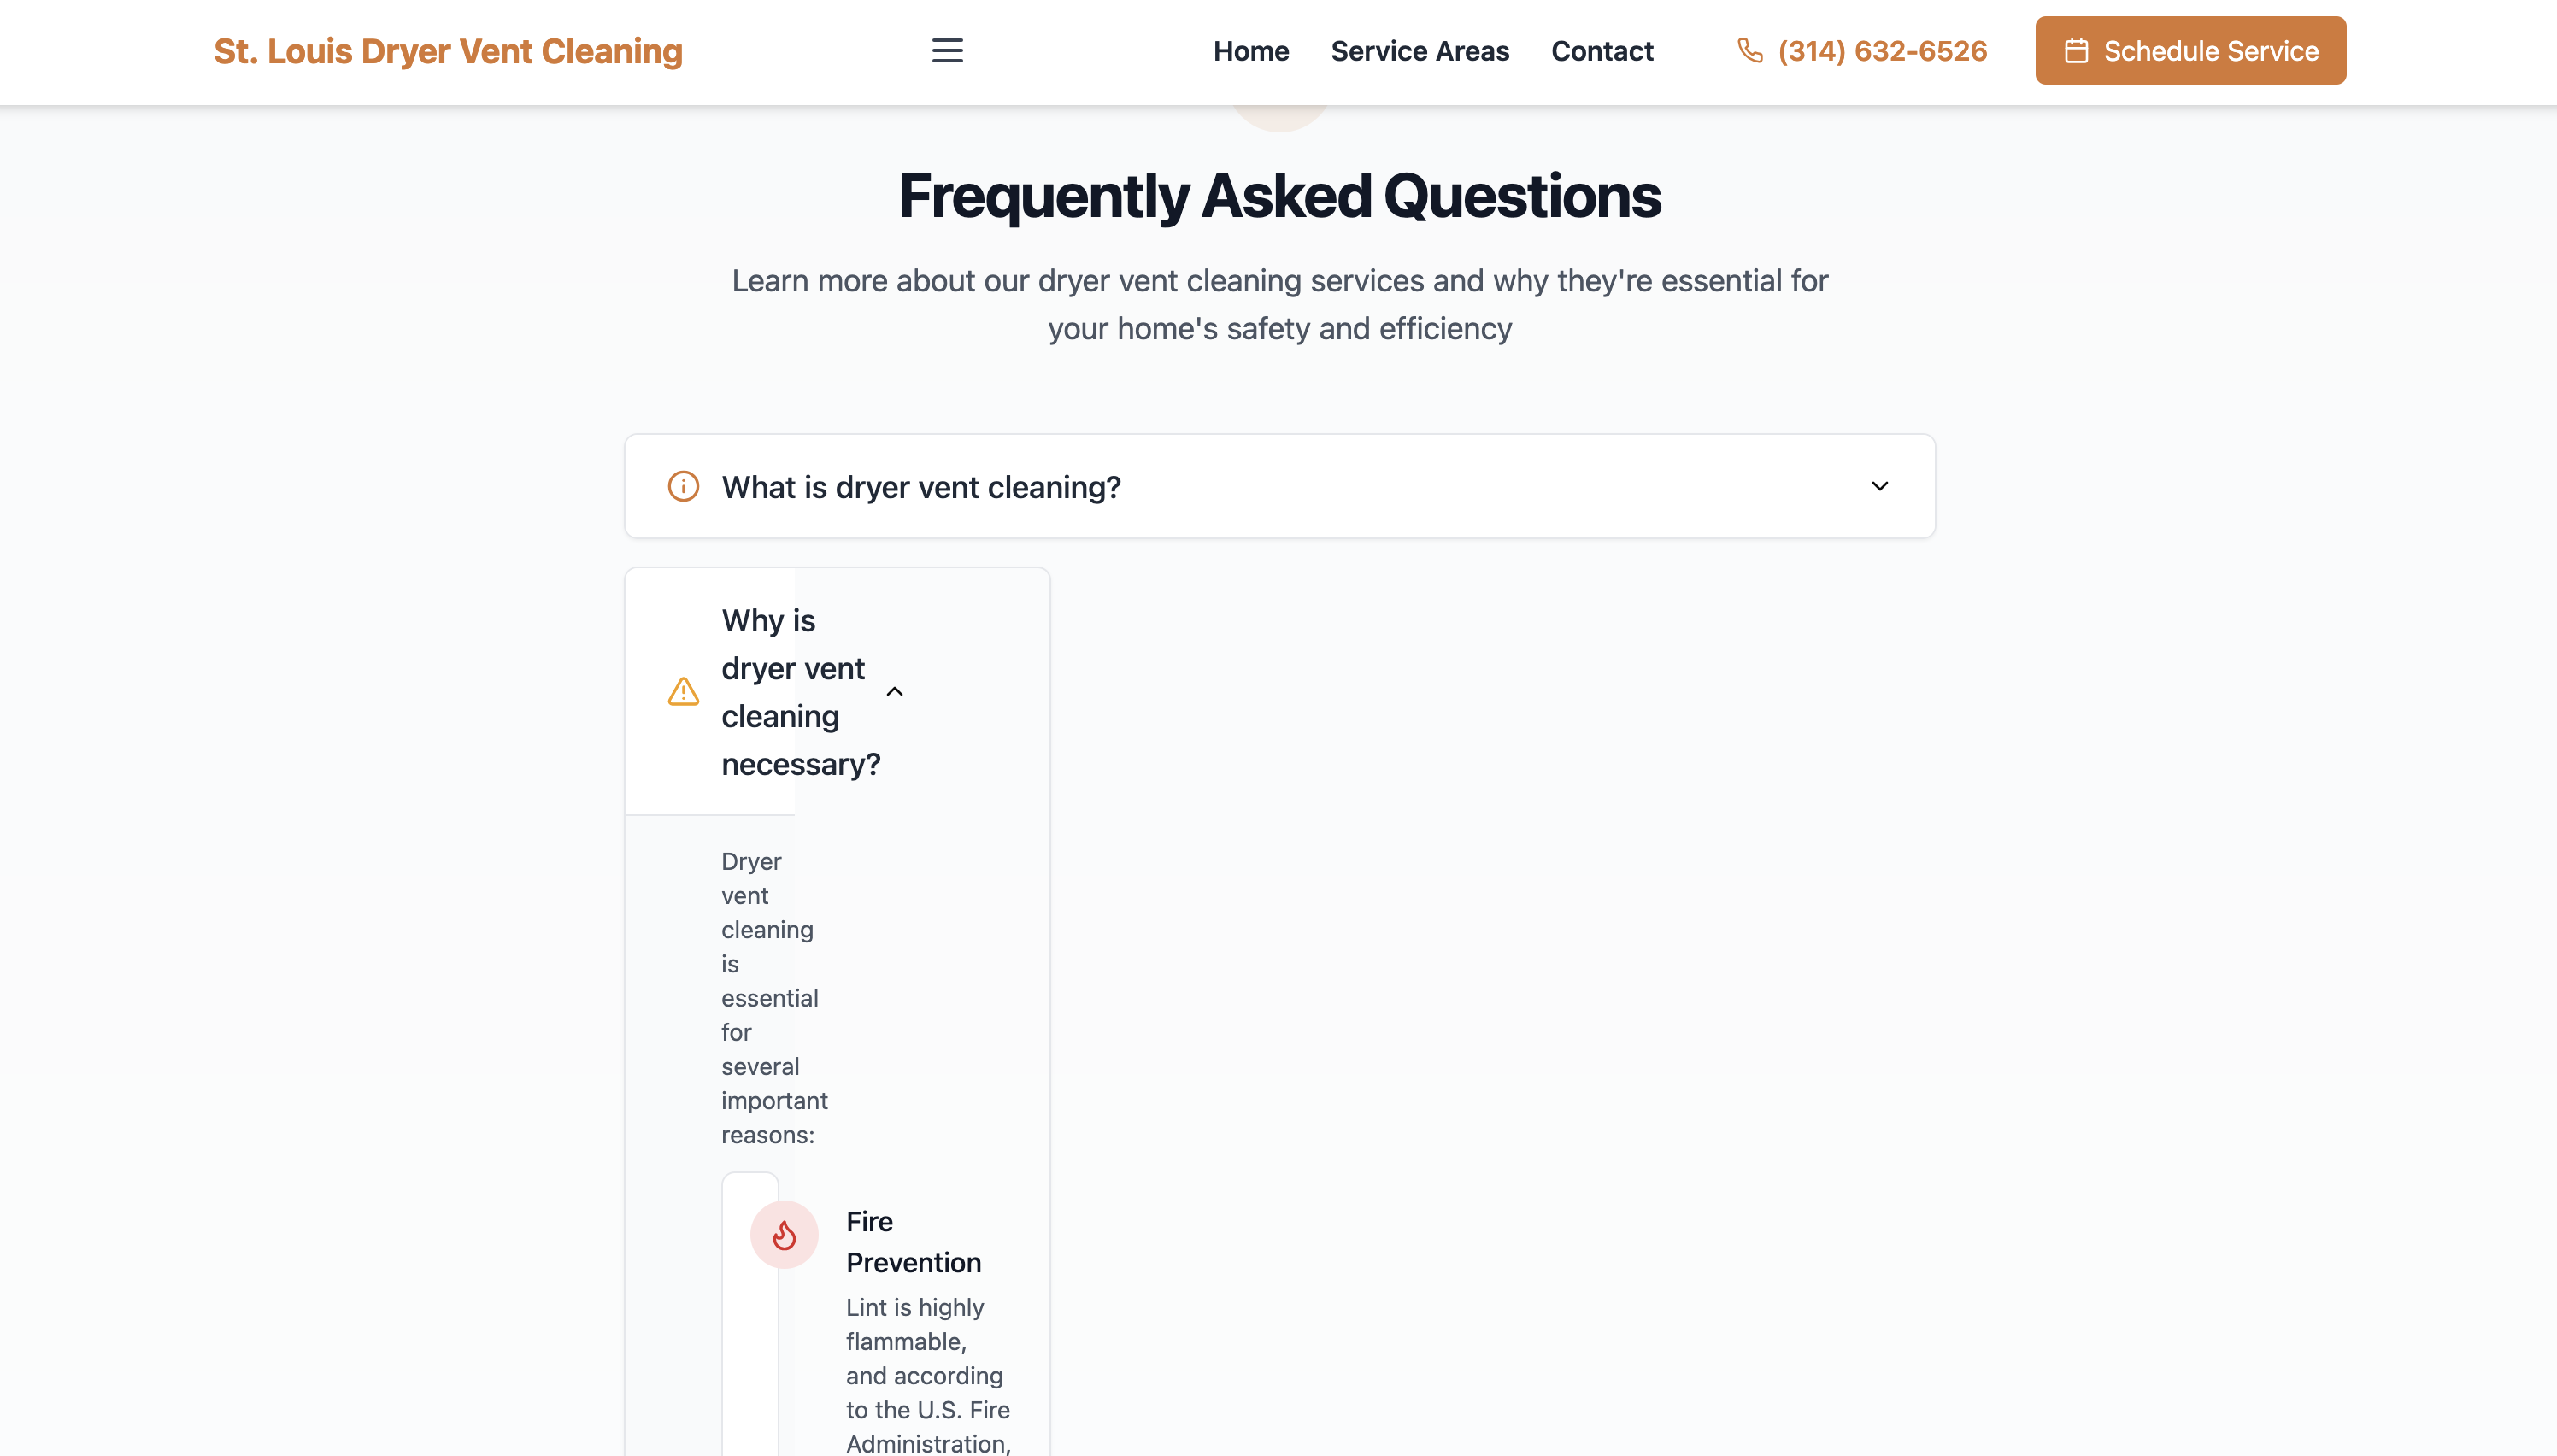 St. Louis Dryer Vent Cleaning
Home
Service Areas
Contact
(314) 632-6526
Schedule Service
Frequently Asked Questions
Learn more about our dryer vent cleaning services and why they're essential for
your home's safety and efficiency
What is dryer vent cleaning?
Why is
dryer vent
cleaning
necessary?
Dryer
vent
cleaning
is
essential
for
several
important
reasons:
Fire
Prevention
Lint is highly
flammable,
and according
to the U.S. Fire
Administration,